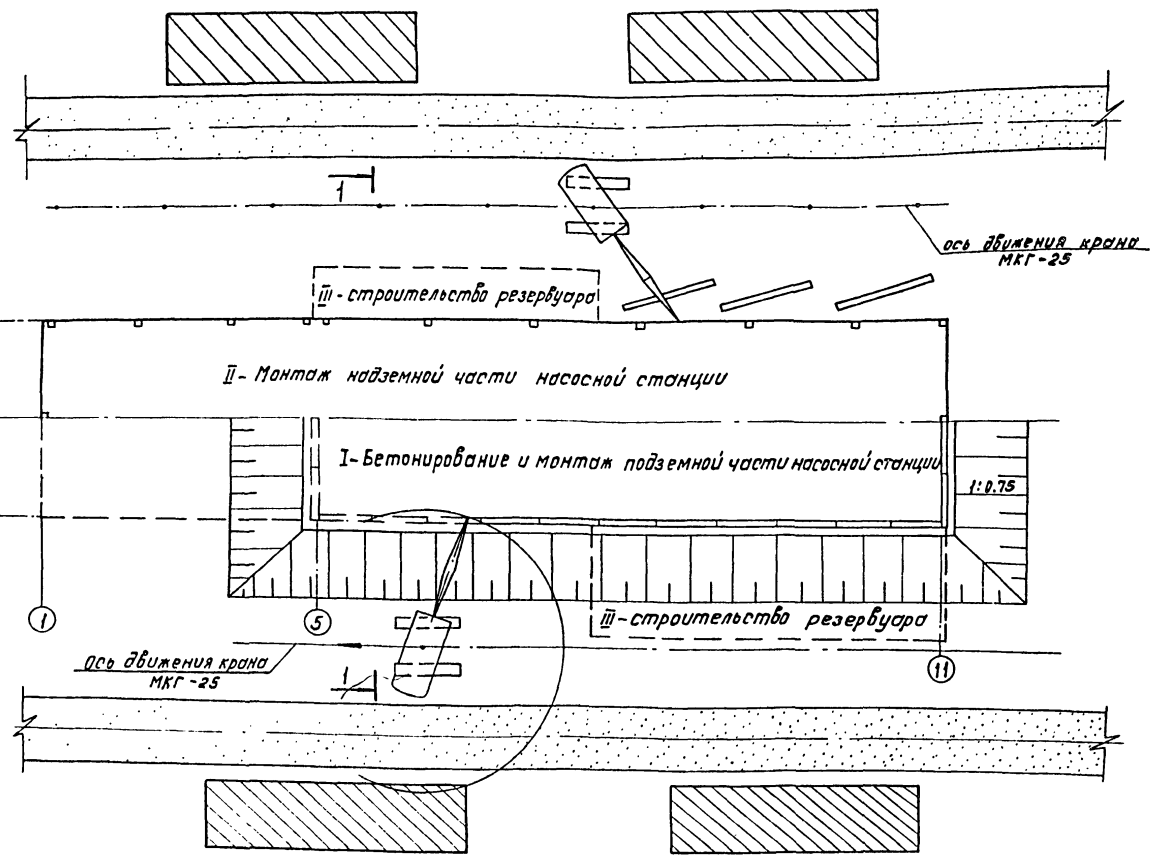 1
ось движения крана
МКГ-25
III-строительство резервуара
II-Монтаж надземной части насосной станции
I-Бетонирование и монтаж подземной части насосной станции
1:0.75
1
5
III-строительство резервуара
11
ось движения крана
МКГ-25
1